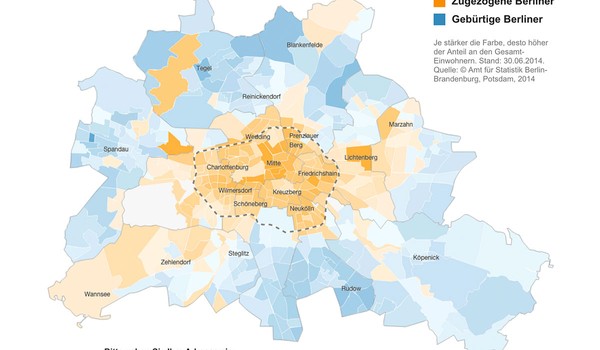 Zugezogene Berliner
Gebürtige Berliner
Je stärker die Farbe, desto höher
der Anteil an den Gesamt-
Einwohnern. Stand: 30.06.2014.
Quelle: © Amt für Statistik Berlin-
Brandenburg, Potsdam, 2014
Blankenfelde
Tegel
Reinickendorf
Marzahn
Wedding
Prenzlauer
Berg
Spandau
Lichtenberg
Mitte
Charlottenburg
Friedrichshain
Wilmersdorf
Kreuzberg
Schöneberg
Neukölln
Steglitz
Köpenick
Zehlendorf
Rudow
Wannsee